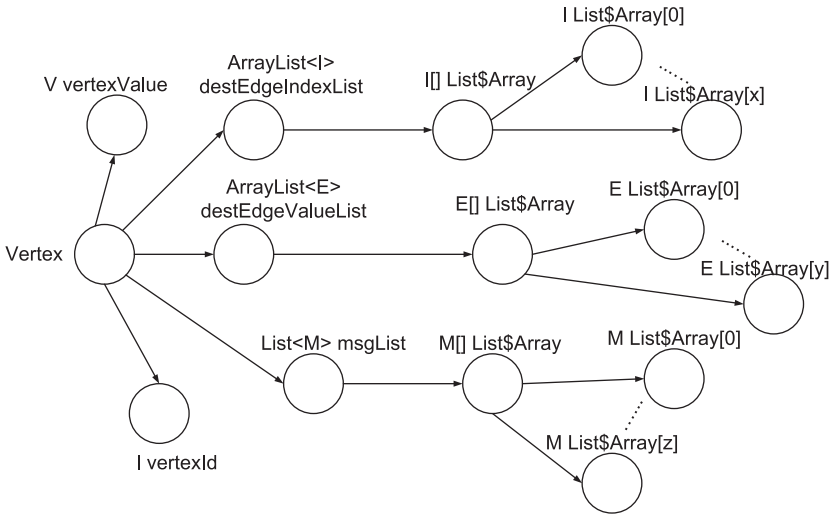 I List$Array[0]
ArrayList<I>
destEdgeIndexList
V vertexValue
I[] List$Array
I List$Array[x]
ArrayList<E>
destEdgeValueList
E[] List$Array
E List$Array[0]
Vertex
E List$Array[y]
List<M> msgList
M[] List$Array
M List$Array[0]
M List$Array[z]
I vertexId